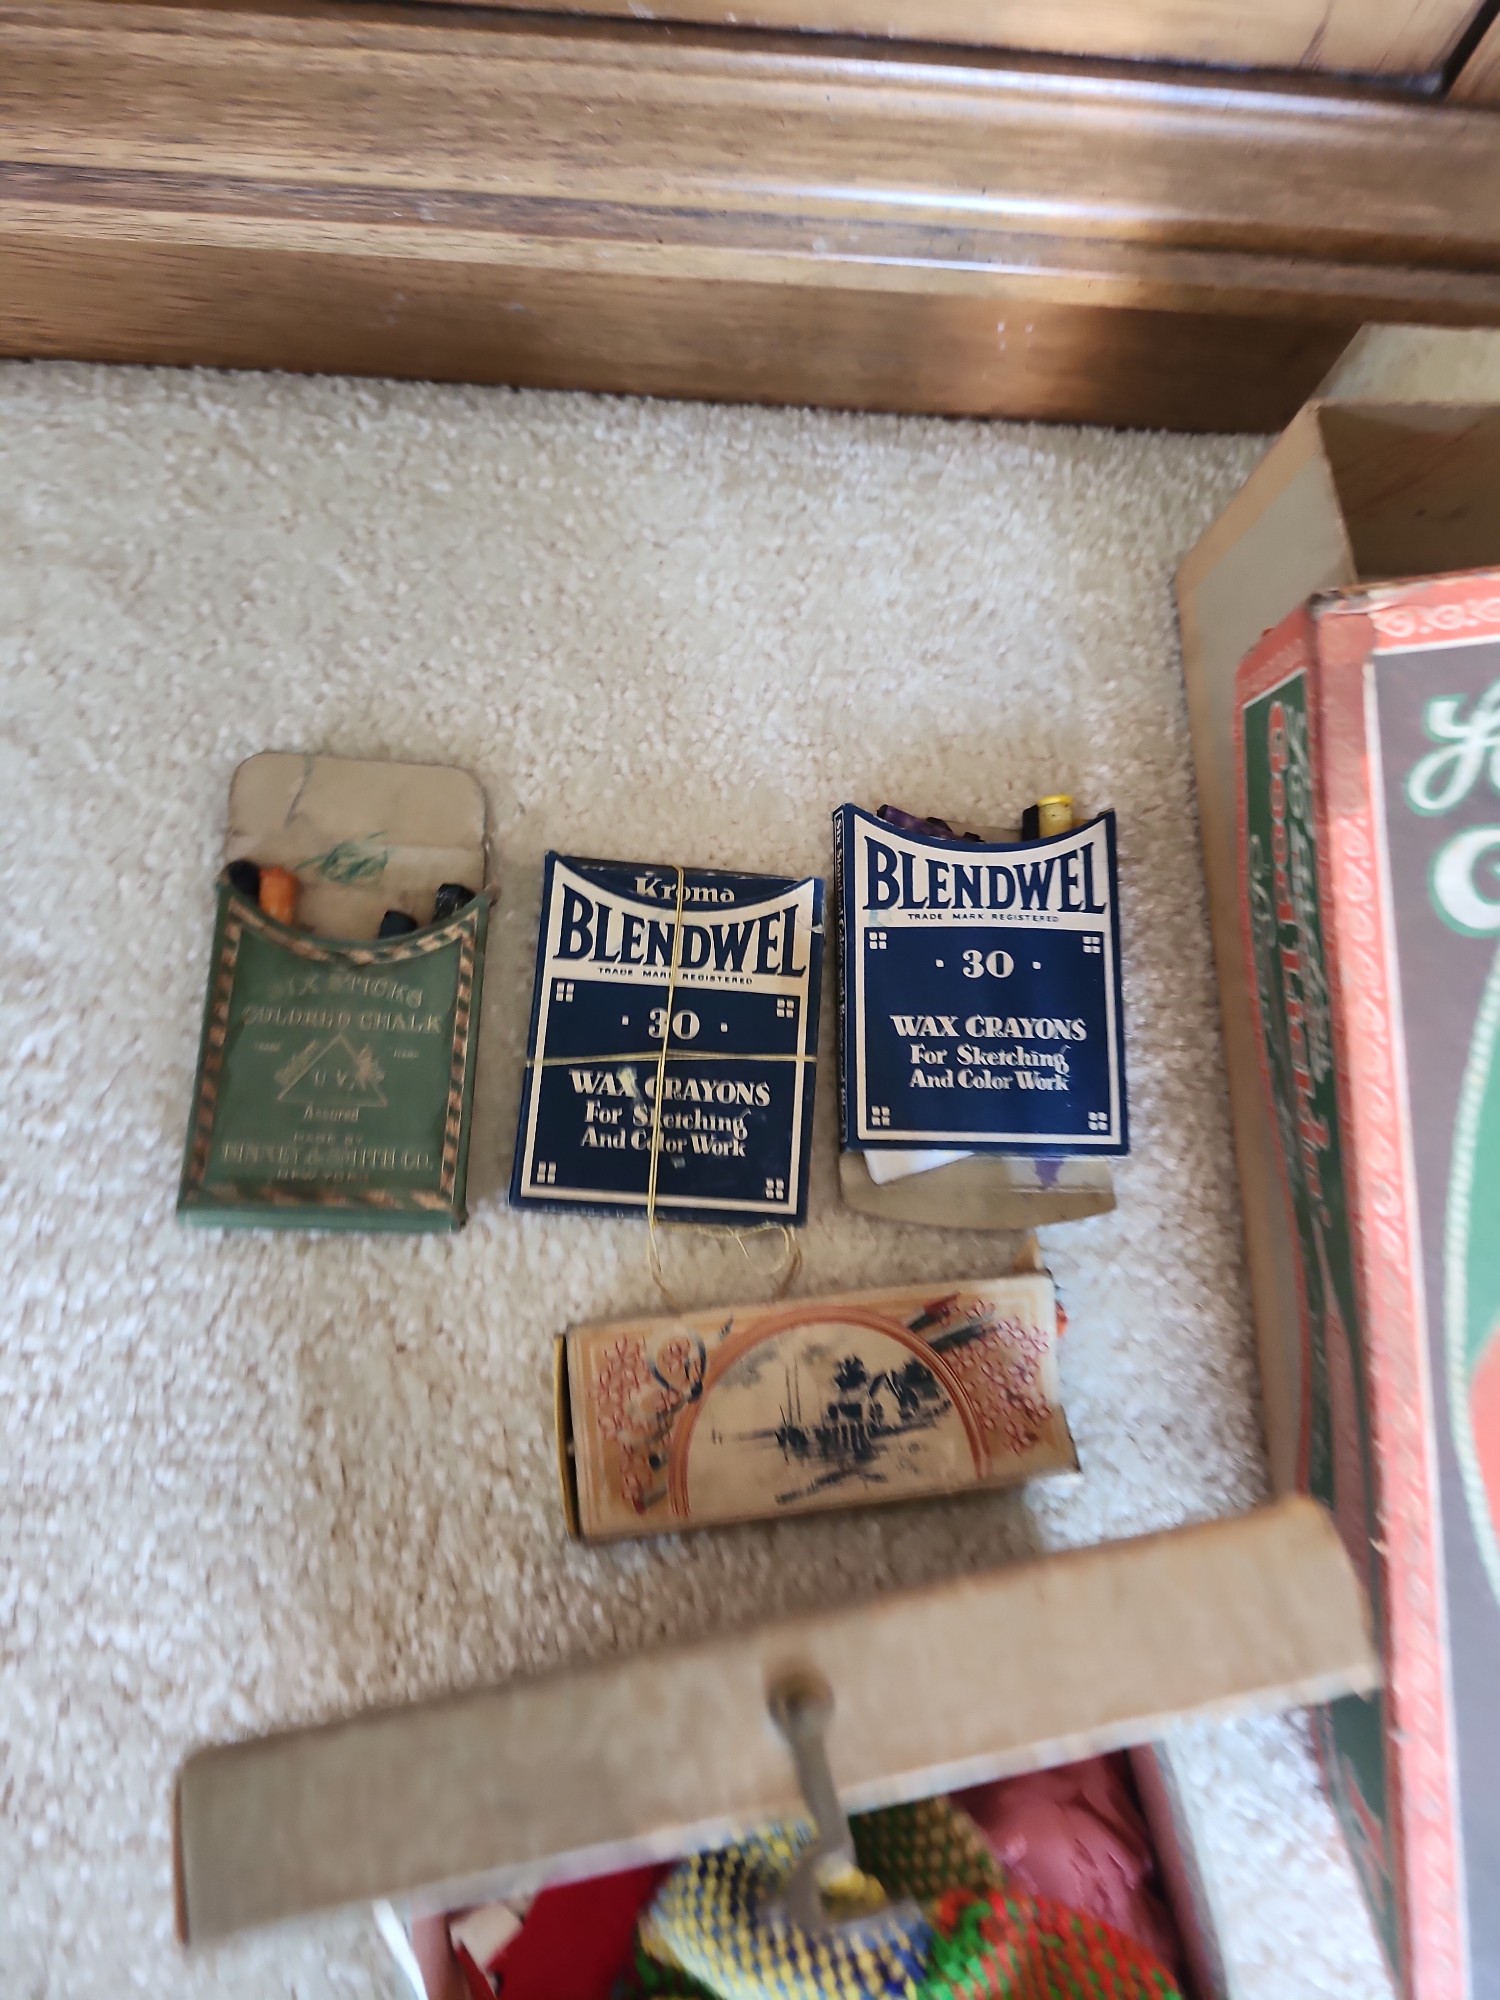 SIX STICKS
COLORED CHALK
U.V.
Assured
MADE BY
BINNEY & SMITH CO.
NEW YORK
Kroma
BLENDWEL
TRADE MARK REGISTERED
30
WAX CRAYONS
For Sketching
And Color Work
BLENDWEL
TRADE MARK REGISTERED
30
WAX CRAYONS
For Sketching
And Color Work